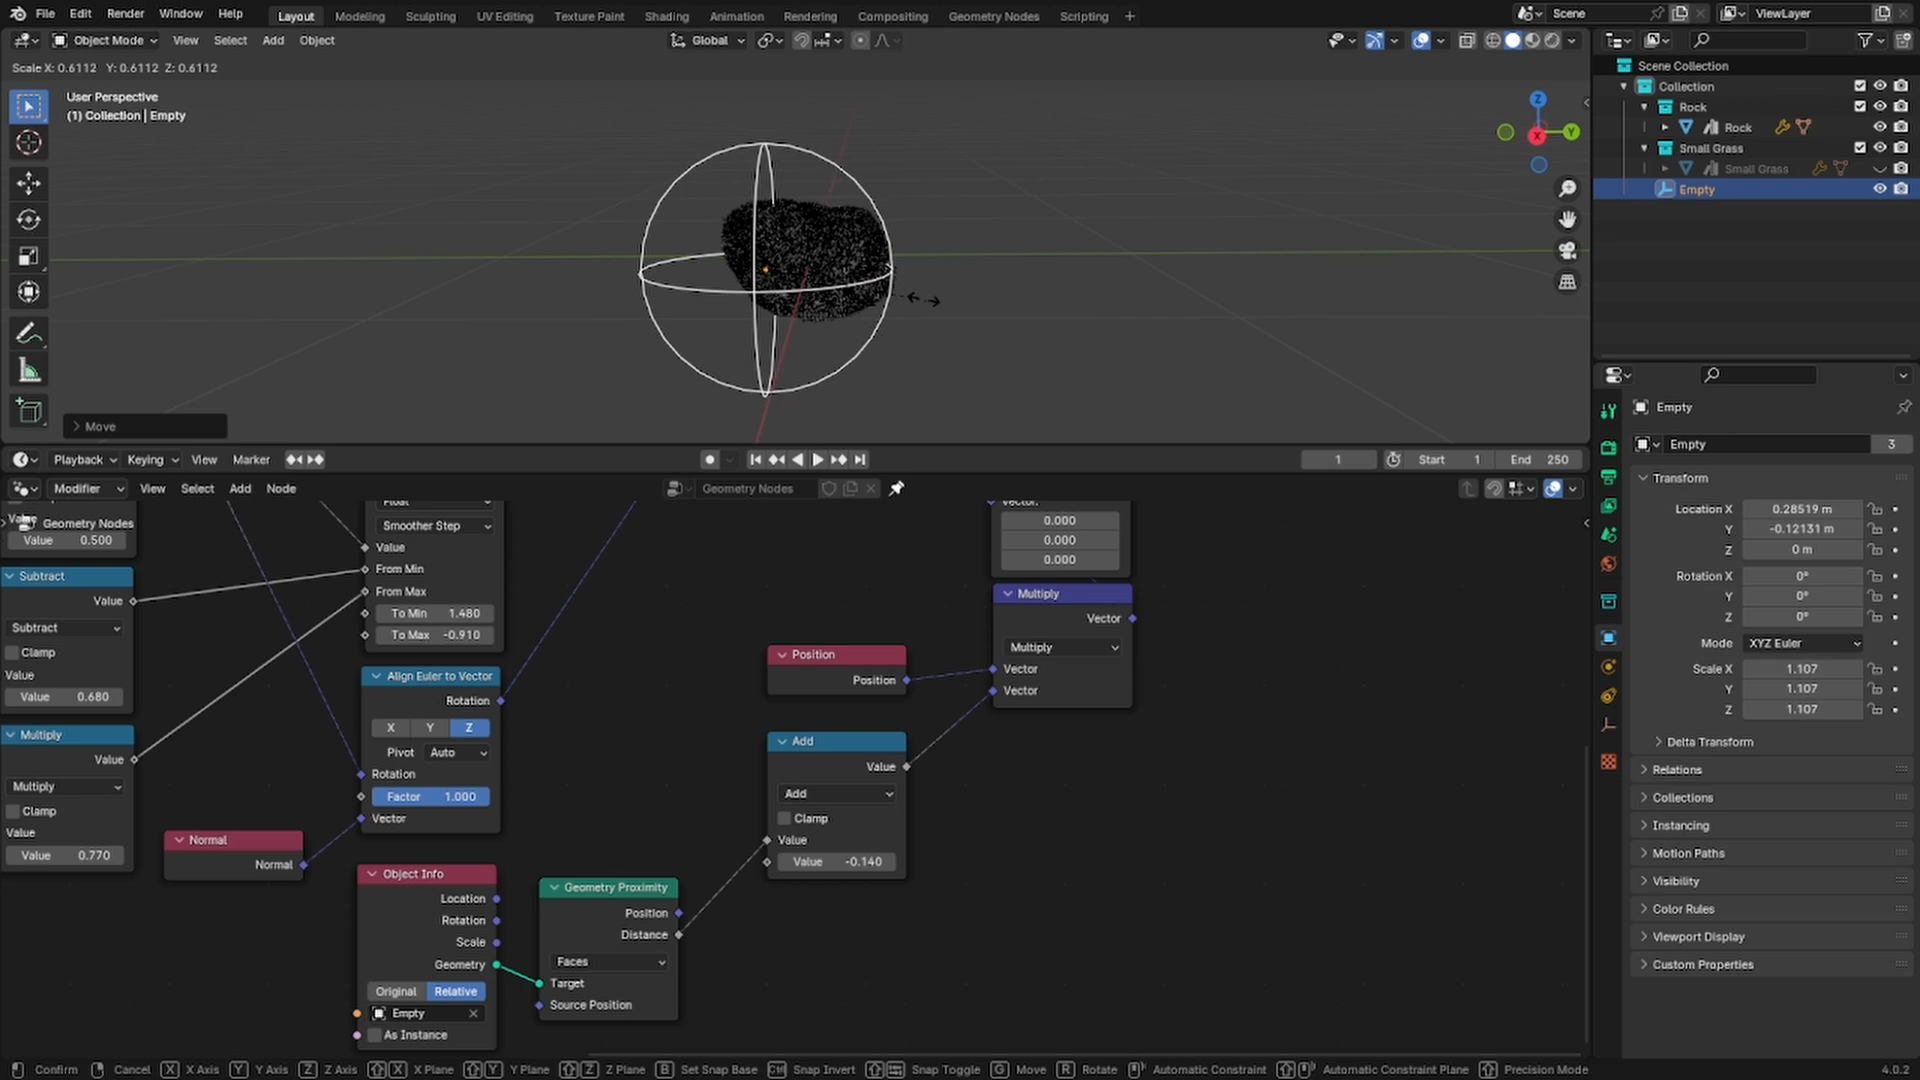 File Edit Render Window Help
Layout Modeling Sculpting UV Editing Texture Paint Shading Animation Rendering Compositing Geometry Nodes Scripting +
Scene ViewLayer
Object Mode View Select Add Object
Global
Scale X: 0.6112 Y: 0.6112 Z: 0.6112
User Perspective
(1) Collection | Empty
Z
Y
X
Move
Scene Collection
Collection
Rock
Rock
Small Grass
Small Grass
Empty
Playback Keying View Marker
1 Start 1 End 250
Modifier View Select Add Node
Geometry Nodes
Geometry Nodes
Value 0.500
Subtract
Value
Subtract
Clamp
Value
Value 0.680
Multiply
Value
Multiply
Clamp
Value
Value 0.770
Float
Smoother Step
Value
From Min
From Max
To Min 1.480
To Max -0.910
Align Euler to Vector
Rotation
X Y Z
Pivot Auto
Rotation
Factor 1.000
Vector
Normal
Normal
Object Info
Location
Rotation
Scale
Geometry
Original Relative
Empty
As Instance
Geometry Proximity
Position
Distance
Faces
Target
Source Position
Position
Position
Add
Value
Add
Clamp
Value
Value -0.140
Vector:
0.000
0.000
0.000
Multiply
Vector
Multiply
Vector
Vector
Empty
Empty 3
Transform
Location X 0.28519 m
Y -0.12131 m
Z 0 m
Rotation X 0°
Y 0°
Z 0°
Mode XYZ Euler
Scale X 1.107
Y 1.107
Z 1.107
Delta Transform
Relations
Collections
Instancing
Motion Paths
Visibility
Color Rules
Viewport Display
Custom Properties
Confirm Cancel X X Axis Y Y Axis Z Z Axis X X Plane Y Y Plane Z Z Plane B Set Snap Base Ctrl Snap Invert Snap Toggle G Move R Rotate Automatic Constraint Automatic Constraint Plane Precision Mode 4.0.2